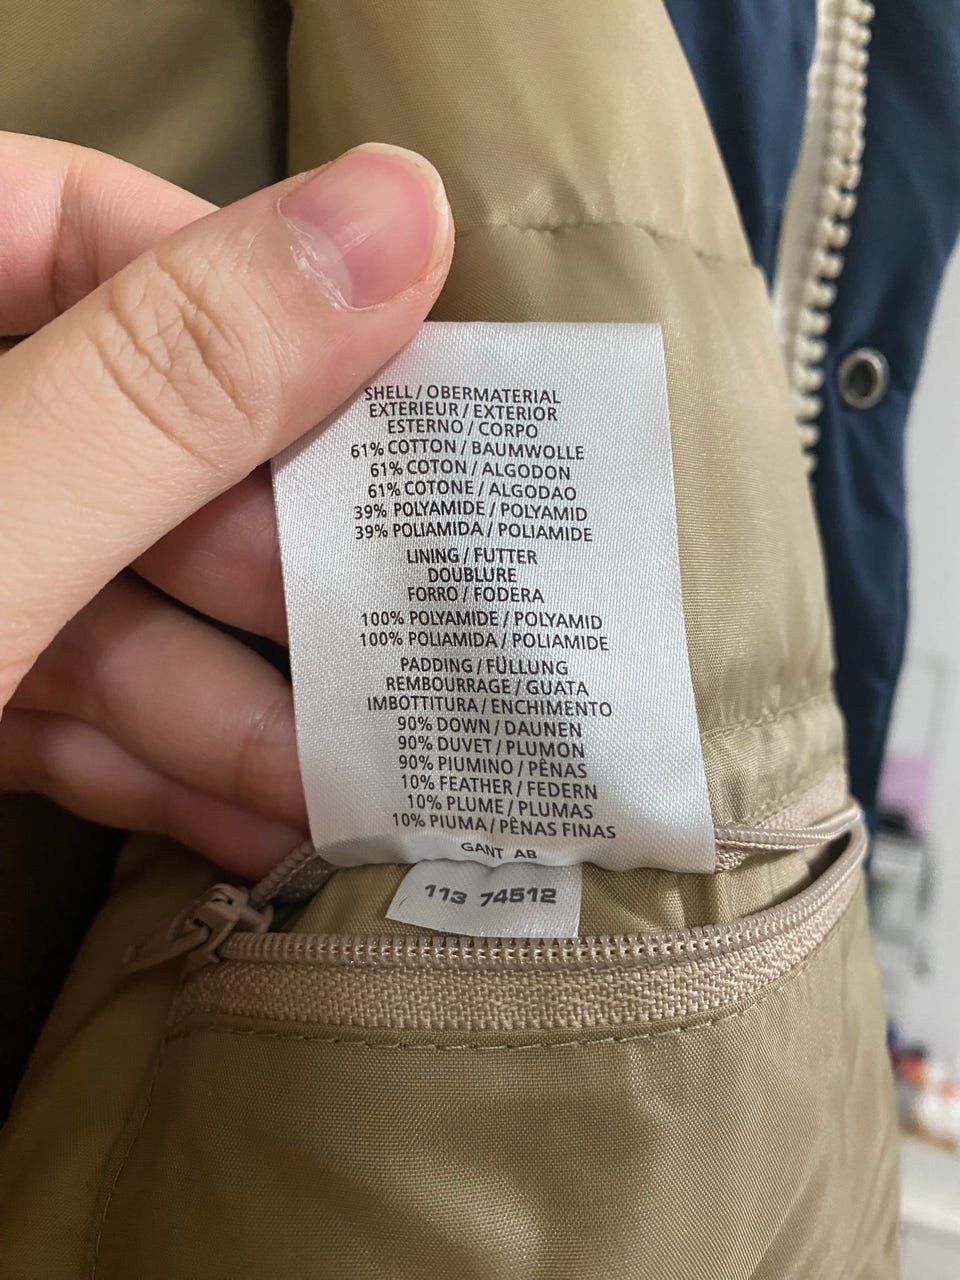 SHELL / OBERMATERIAL
EXTERIEUR / EXTERIOR
ESTERNO / CORPO
61% COTTON / BAUMWOLLE
61% COTON / ALGODON
61% COTONE / ALGODAO
39% POLYAMIDE / POLYAMID
39% POLIAMIDA / POLIAMIDE
LINING / FUTTER
DOUBLURE
FORRO / FODERA
100% POLYAMIDE / POLYAMID
100% POLIAMIDA / POLIAMIDE
PADDING / FÜLLUNG
REMBOURRAGE / GUATA
IMBOTTITURA / ENCHIMENTO
90% DOWN / DAUNEN
90% DUVET / PLUMON
90% PIUMINO / PÊNAS
10% FEATHER / FEDERN
10% PLUME / PLUMAS
10% PIUMA / PÊNAS FINAS
GANT AB
113 74512